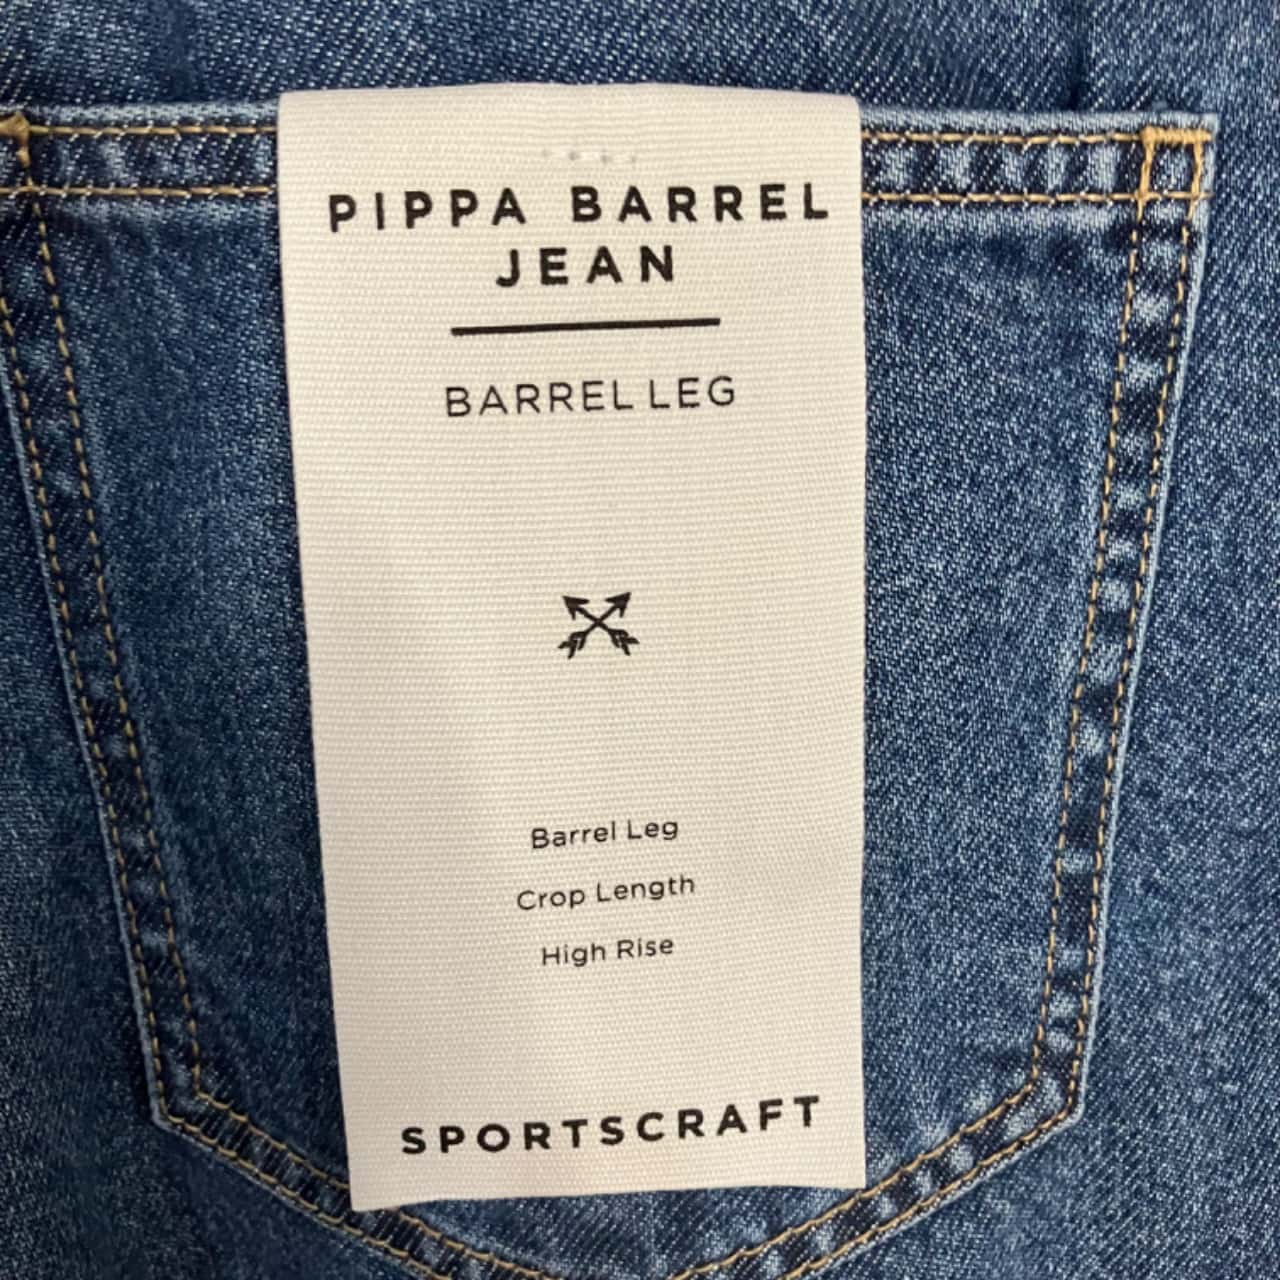 PIPPA BARREL
JEAN
BARREL LEG
Barrel Leg
Crop Length
High Rise
SPORTSCRAFT